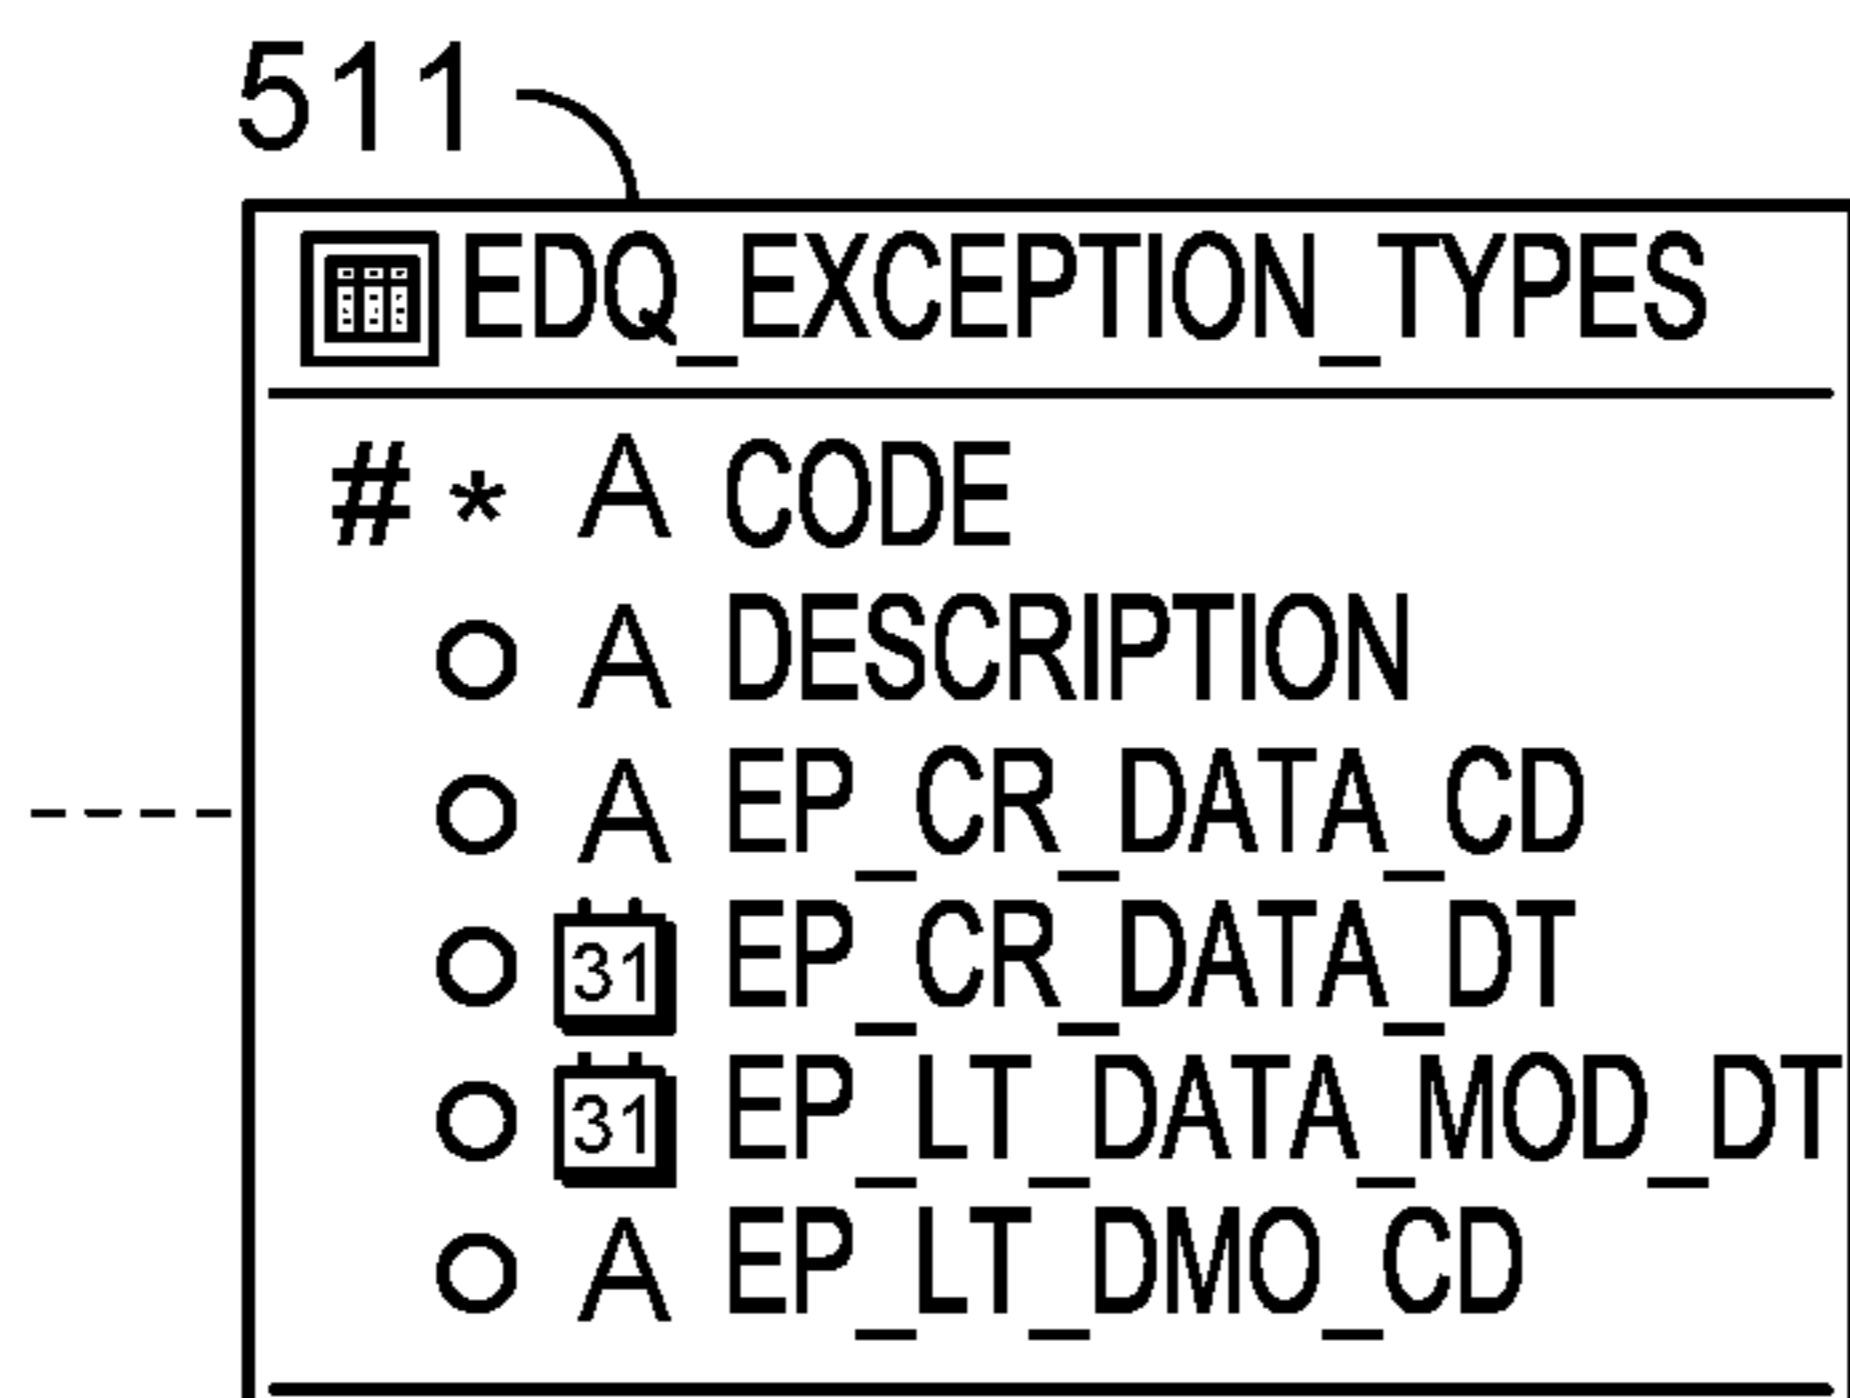 511
EDQ_EXCEPTION_TYPES
# * A CODE
O A DESCRIPTION
O A EP_CR_DATA_CD
O 31 EP_CR_DATA_DT
O 31 EP_LT_DATA_MOD_DT
O A EP_LT_DMO_CD